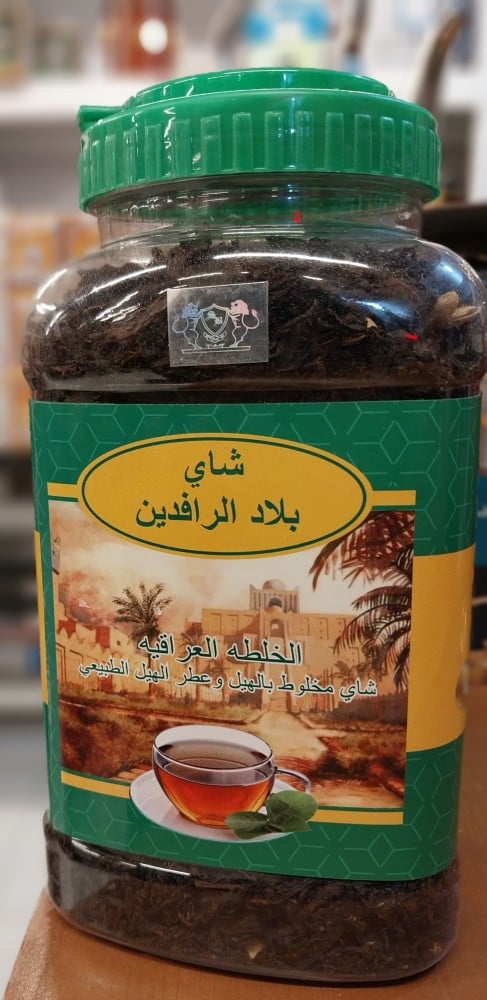 شاي
بلاد الرافدين
الخلطه العراقيه
شاي مخلوط بالهيل وعطر الهيل الطبيعي